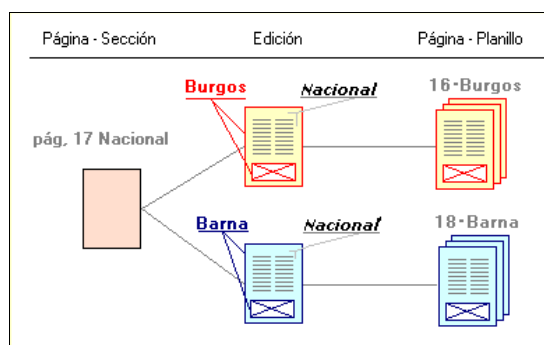 Página - Sección Edición Página - Planillo
Burgos Nacional 16-Burgos
pág, 17 Nacional
Barna Nacional 18-Barna